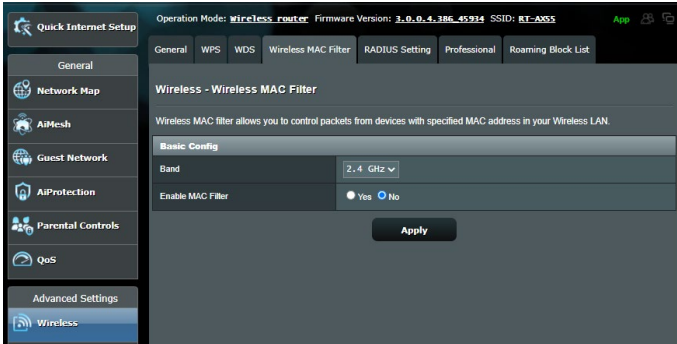 Quick Internet Setup
Operation Mode: Wireless router Firmware Version: 3.0.0.4.386_45934 SSID: RT-AX55
App
General WPS WDS Wireless MAC Filter RADIUS Setting Professional Roaming Block List
General
Network Map
AiMesh
Guest Network
AiProtection
Parental Controls
QoS
Advanced Settings
Wireless
Wireless - Wireless MAC Filter
Wireless MAC filter allows you to control packets from devices with specified MAC address in your Wireless LAN.
Basic Config
Band 2.4 GHz
Enable MAC Filter Yes No
Apply